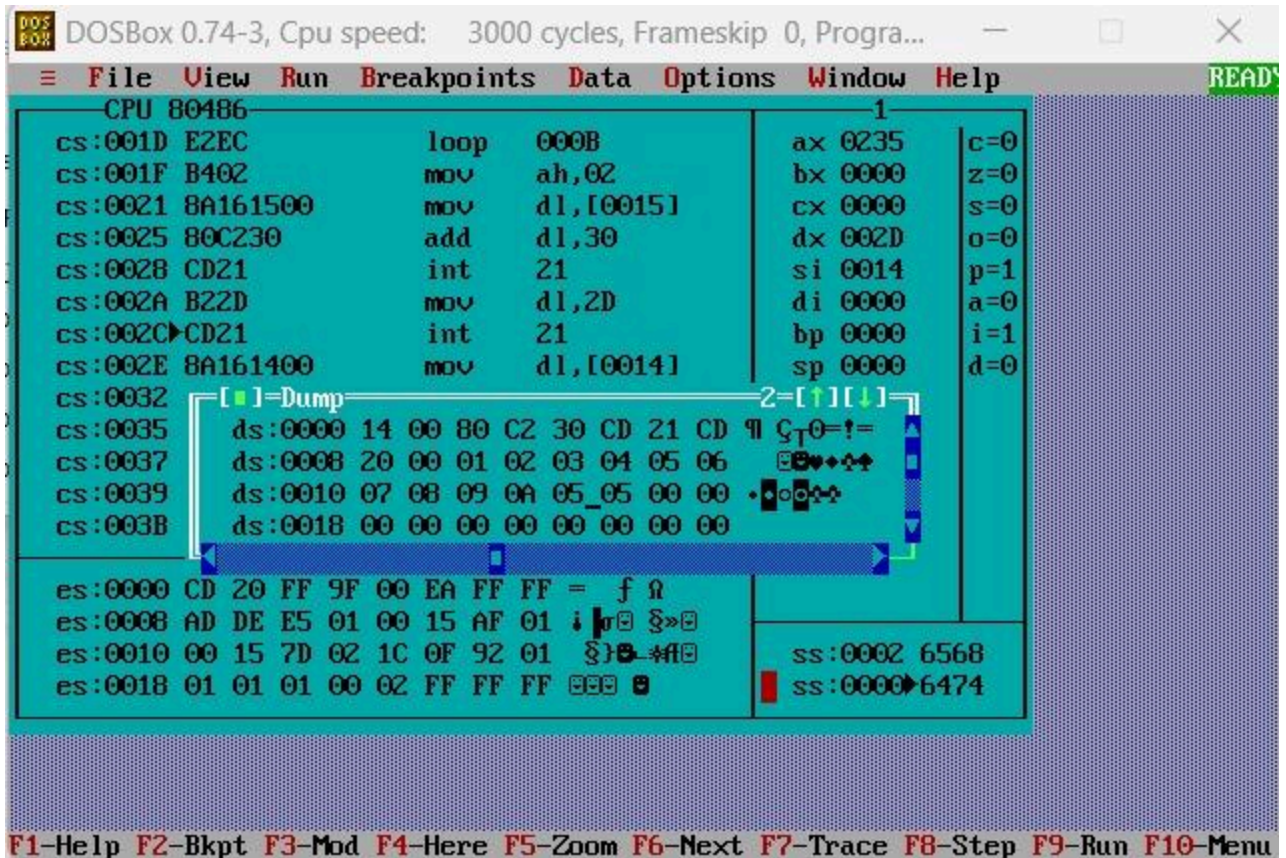 DOS BOX
DOSBox 0.74-3, Cpu speed: 3000 cycles, Frameskip 0, Progra...
≡ File View Run Breakpoints Data Options Window Help READY
CPU 80486 1
cs:001D E2EC loop 000B ax 0235 c=0
cs:001F B402 mov ah,02 bx 0000 z=0
cs:0021 8A161500 mov dl,[0015] cx 0000 s=0
cs:0025 80C230 add dl,30 dx 002D o=0
cs:0028 CD21 int 21 si 0014 p=1
cs:002A B22D mov dl,2D di 0000 a=0
cs:002C►CD21 int 21 bp 0000 i=1
cs:002E 8A161400 mov dl,[0014] sp 0000 d=0
cs:0032 [■]=Dump 2=[↑][↓]
cs:0035 ds:0000 14 00 80 C2 30 CD 21 CD ¶ Ç┬0=!=
cs:0037 ds:0008 20 00 01 02 03 04 05 06 ☺☻♥♦♣♠
cs:0039 ds:0010 07 08 09 0A 05_05 00 00 •◘○◙♣♣
cs:003B ds:0018 00 00 00 00 00 00 00 00
es:0000 CD 20 FF 9F 00 EA FF FF = ƒ Ω
es:0008 AD DE E5 01 00 15 AF 01 ¡▐σ☺ §»☺
es:0010 00 15 7D 02 1C 0F 92 01 §}☻∟☼Æ☺ ss:0002 6568
es:0018 01 01 01 00 02 FF FF FF ☺☺☺ ☻ ss:0000►6474
F1-Help F2-Bkpt F3-Mod F4-Here F5-Zoom F6-Next F7-Trace F8-Step F9-Run F10-Menu